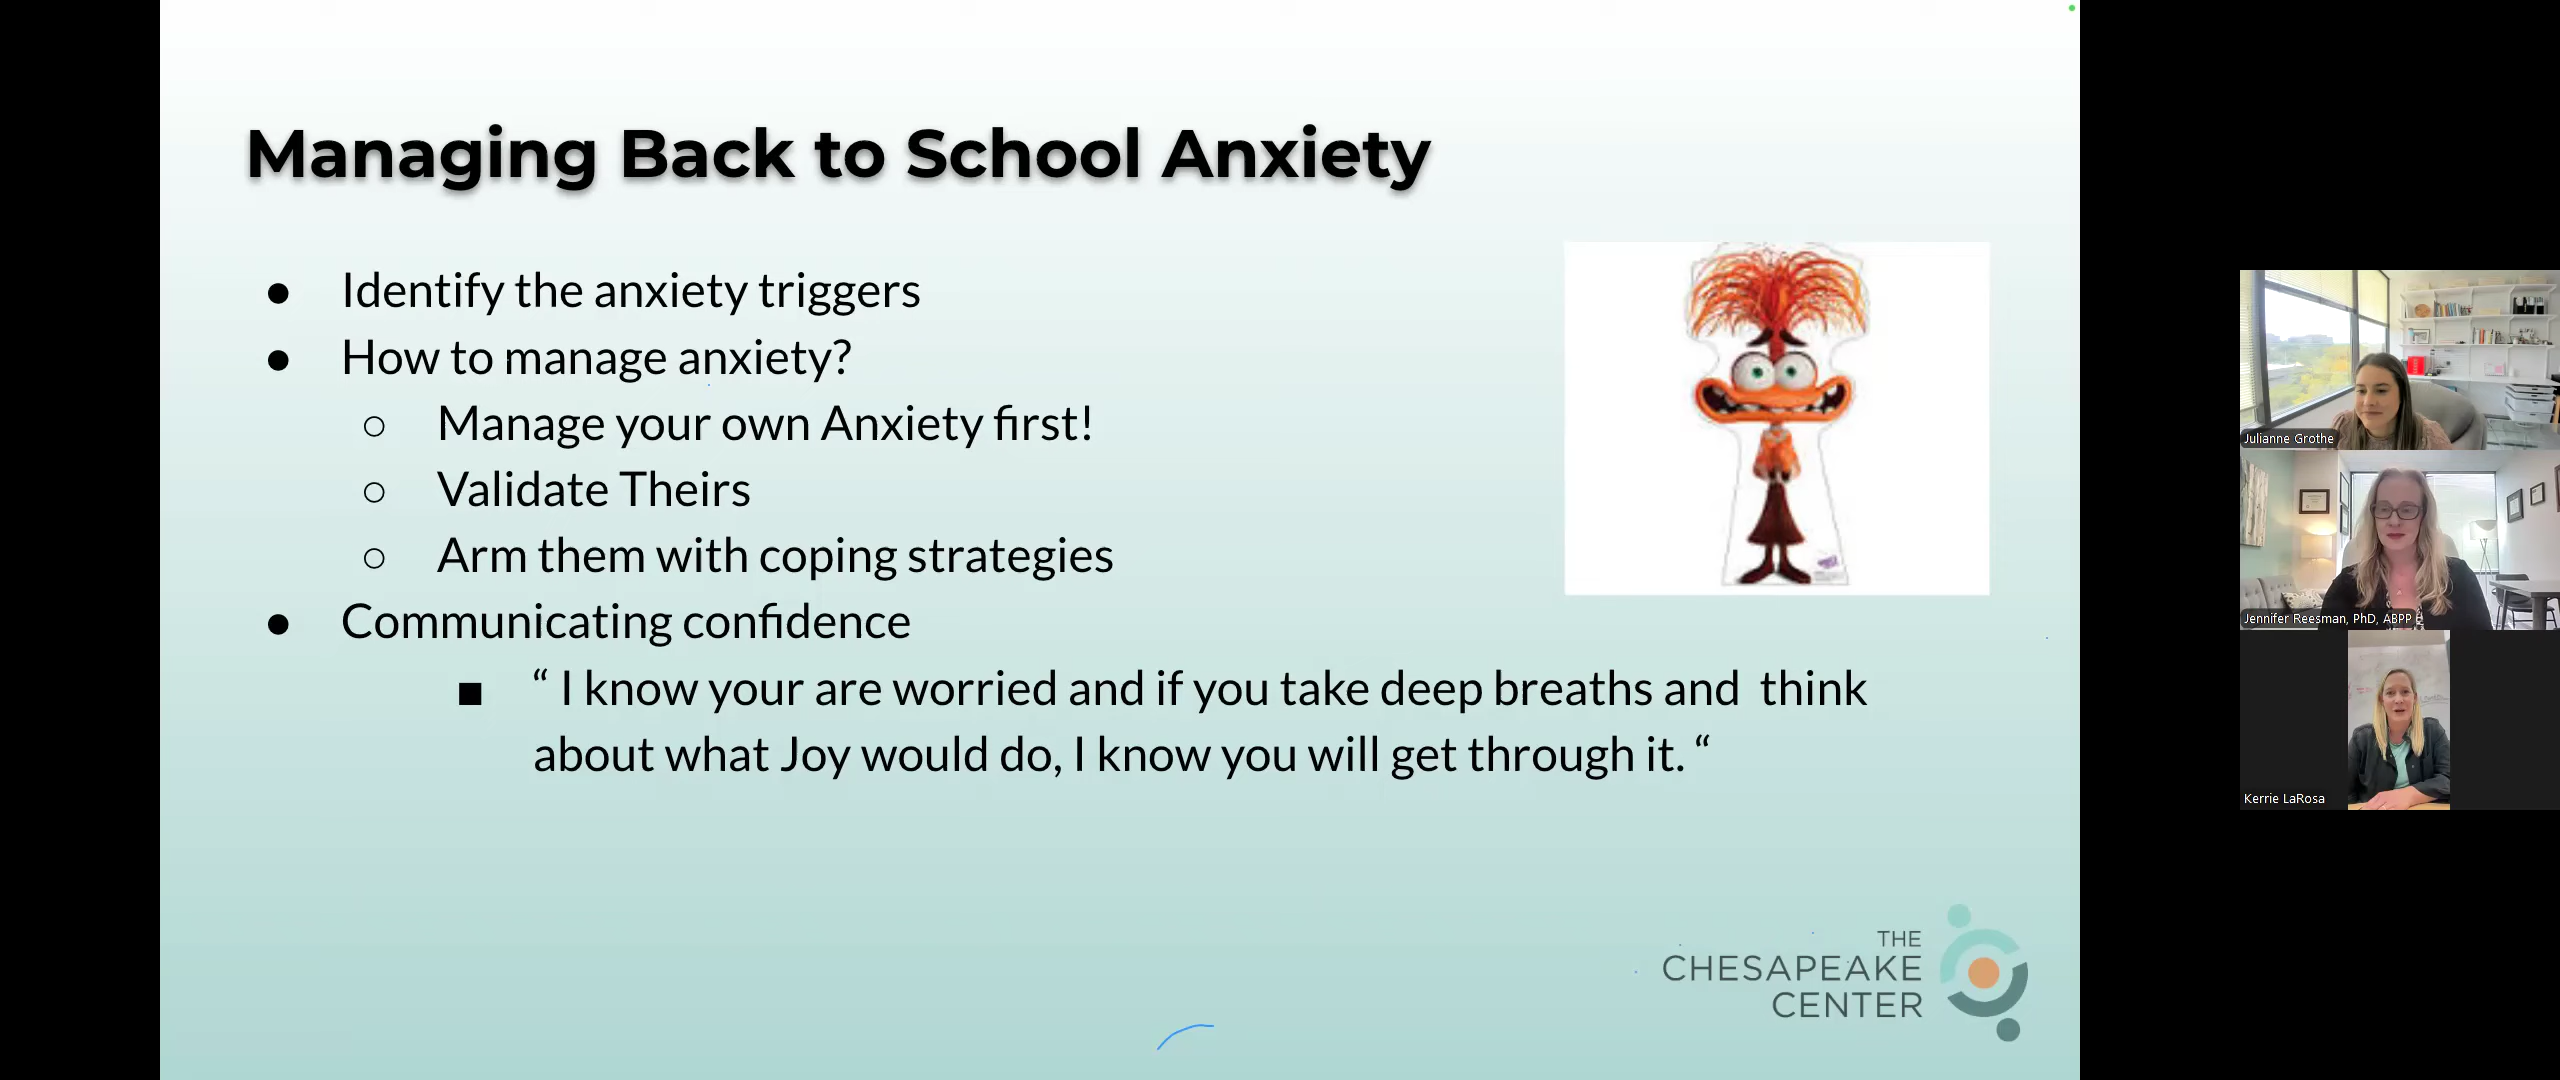 Managing Back to School Anxiety
● Identify the anxiety triggers
● How to manage anxiety?
○ Manage your own Anxiety first!
○ Validate Theirs
○ Arm them with coping strategies
● Communicating confidence
■ “ I know your are worried and if you take deep breaths and  think
about what Joy would do, I know you will get through it. “
THE
CHESAPEAKE
CENTER
Julianne Grothe
Jennifer Reesman, PhD, ABPP
Kerrie LaRosa